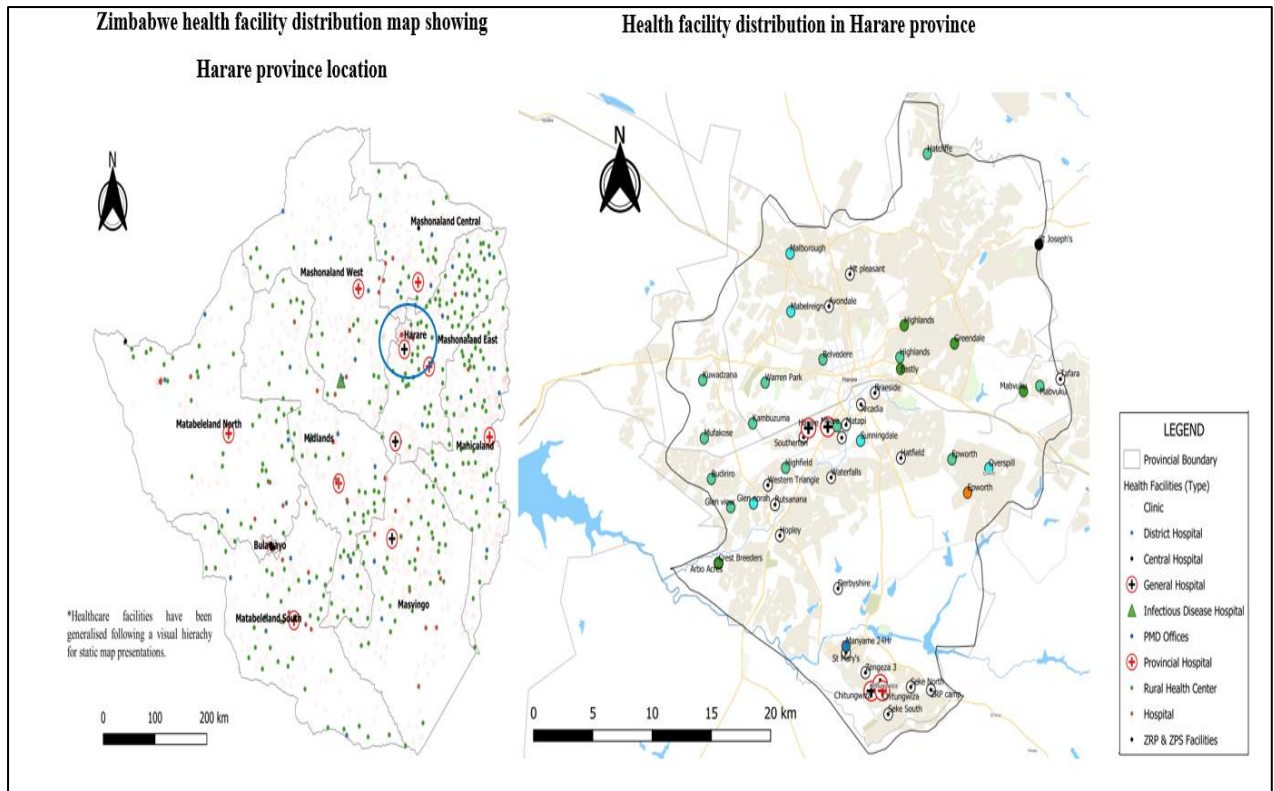 Zimbabwe health facility distribution map showing
Harare province location
Health facility distribution in Harare province
N
Mashonaland Central
Mashonaland West
Harare
Mashonaland East
Matabeleland North
Midlands
Manicaland
Bulawayo
Masvingo
Matabeleland South
*Healthcare facilities have been
generalised following a visual hierachy
for static map presentations.
0 100 200 km
N
Hatcliffe
St Joseph's
Malborough
Mt pleasant
Mabelreign
Avondale
Highlands
Greendale
Belvedere
Highlands
Eastly
Kuwadzana
Warren Park
Harare
Braeside
Mabvuku
Mabvuku
Tafara
Arcadia
Kambuzuma
Matapi
Mufakose
Southerton
Sunningdale
Hatfield
Epworth
Overspill
Highfield
Budiriro
Western Triangle
Waterfalls
Epworth
Glen view
Glen norah
Rutsanana
Hopley
Crest Breeders
Arbo Acres
Derbyshire
Manyame 24Hr
St Mary's
Zengeza 3
Seke North
Chitungwiza
Chitungwiza
ZRP camp
Seke South
0 5 10 15 20 km
LEGEND
Provincial Boundary
Health Facilities (Type)
Clinic
District Hospital
Central Hospital
General Hospital
Infectious Disease Hospital
PMD Offices
Provincial Hospital
Rural Health Center
Hospital
ZRP & ZPS Facilities